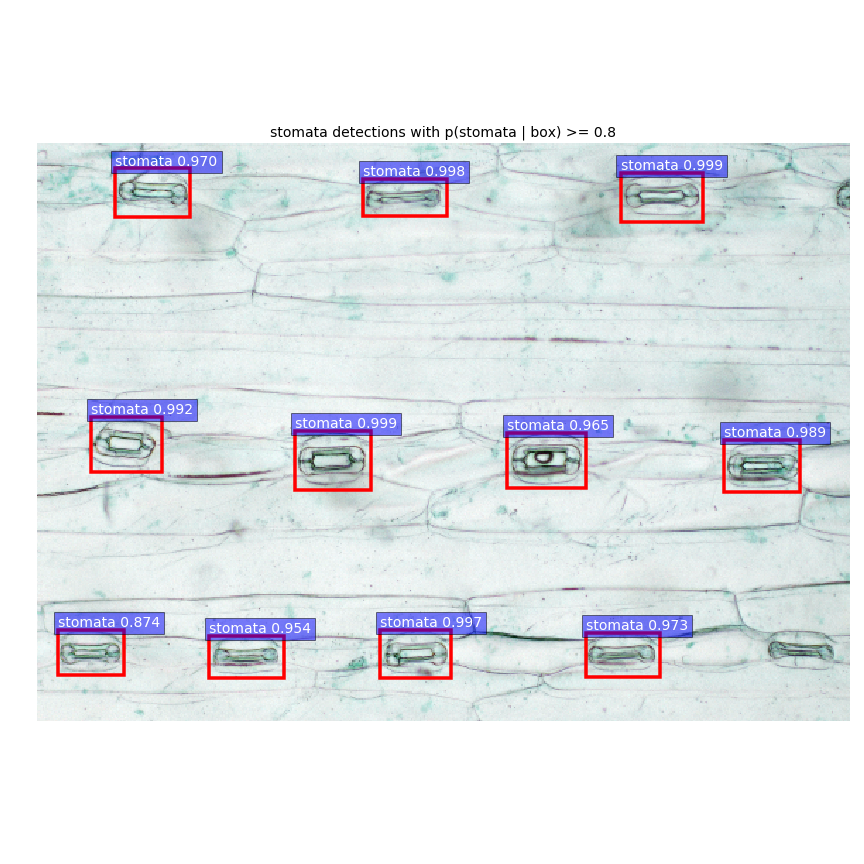 stomata detections with p(stomata | box) >= 0.8
stomata 0.970
stomata 0.998
stomata 0.999
stomata 0.992
stomata 0.999
stomata 0.965
stomata 0.989
stomata 0.874
stomata 0.954
stomata 0.997
stomata 0.973